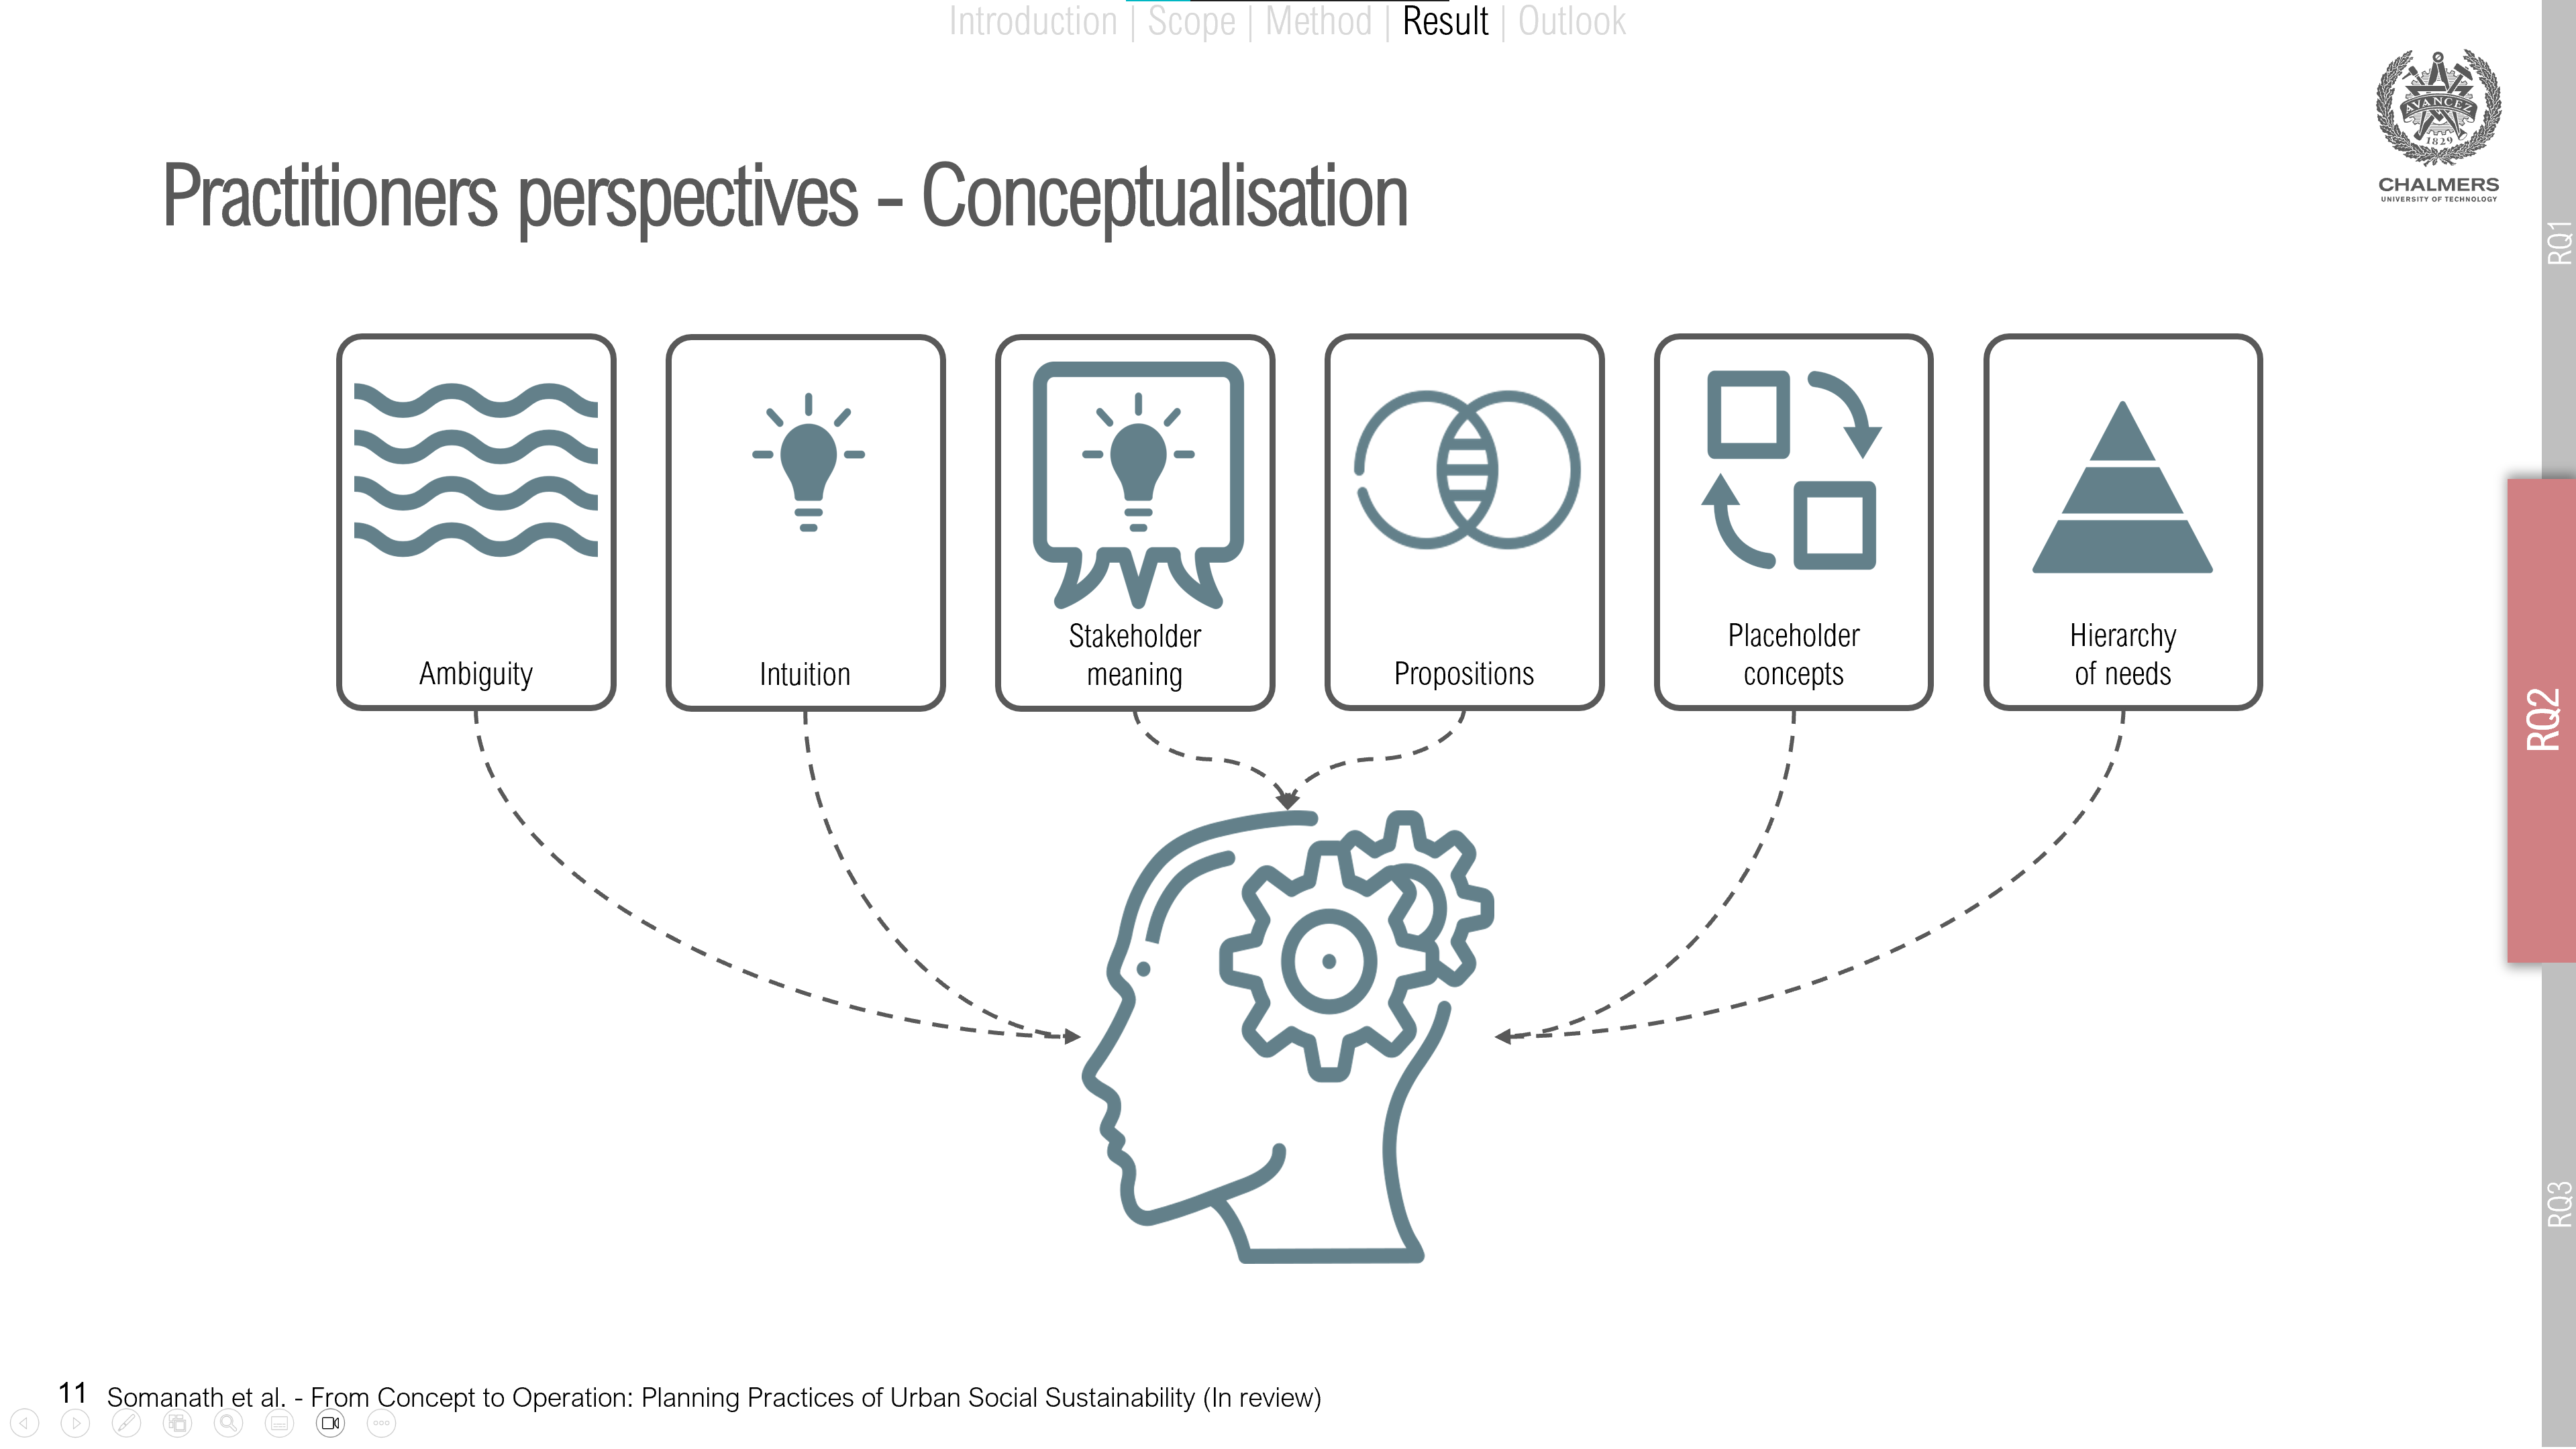 Introduction | Scope | Method | Result | Outlook
AVANCEZ
1829
CHALMERS
UNIVERSITY OF TECHNOLOGY
Practitioners perspectives - Conceptualisation
RQ1
Ambiguity
Intuition
Stakeholder
meaning
Propositions
Placeholder
concepts
Hierarchy
of needs
RQ2
RQ3
11 Somanath et al. - From Concept to Operation: Planning Practices of Urban Social Sustainability (In review)